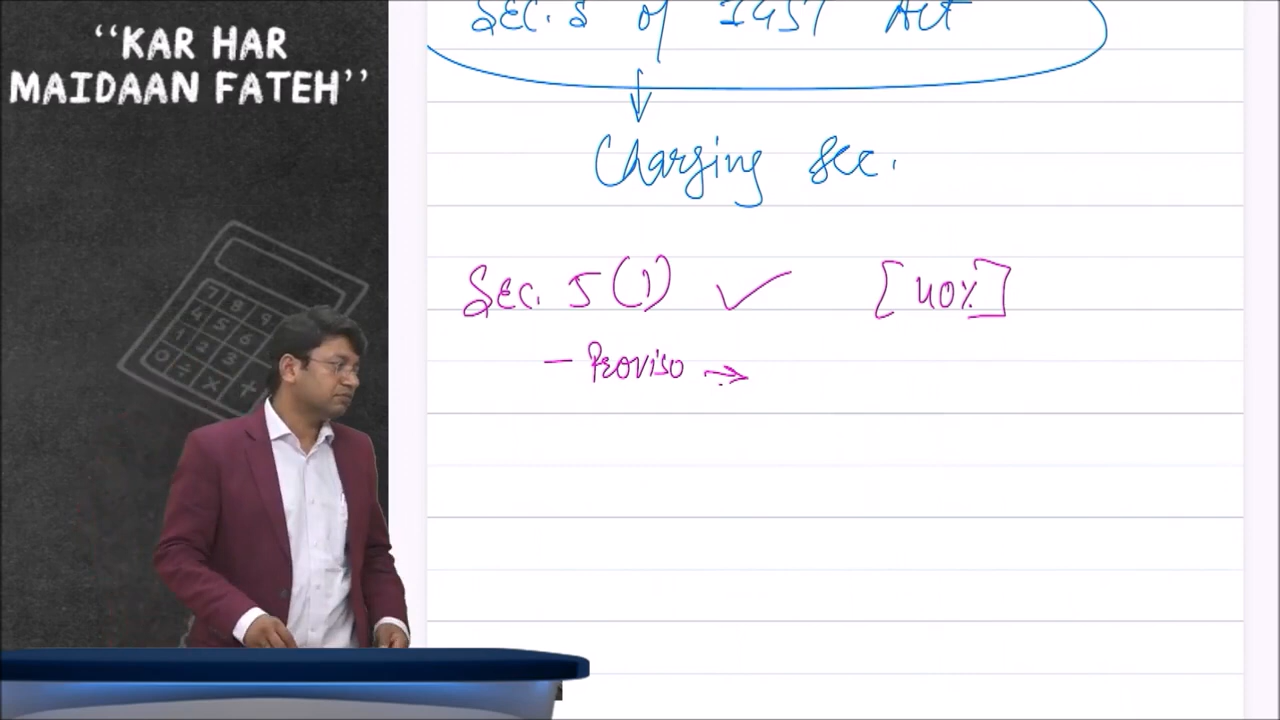 “KAR HAR
MAIDAAN FATEH”
Sec. 5 of IGST Act
Charging Sec.
Sec. 5(1) ✓ [40%]
- Proviso →